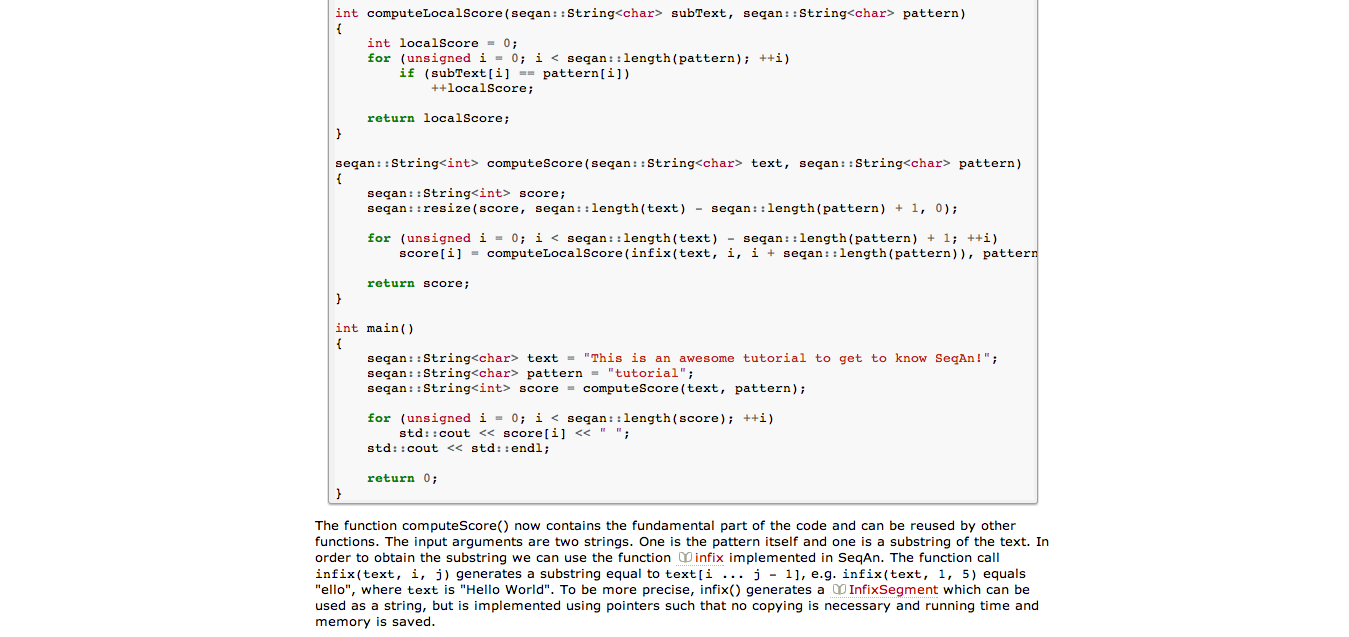 int computeLocalScore(seqan::String<char> subText, seqan::String<char> pattern)
{
    int localScore = 0;
    for (unsigned i = 0; i < seqan::length(pattern); ++i)
        if (subText[i] == pattern[i])
            ++localScore;

    return localScore;
}

seqan::String<int> computeScore(seqan::String<char> text, seqan::String<char> pattern)
{
    seqan::String<int> score;
    seqan::resize(score, seqan::length(text) - seqan::length(pattern) + 1, 0);

    for (unsigned i = 0; i < seqan::length(text) - seqan::length(pattern) + 1; ++i)
        score[i] = computeLocalScore(infix(text, i, i + seqan::length(pattern)), pattern

    return score;
}

int main()
{
    seqan::String<char> text = "This is an awesome tutorial to get to know SeqAn!";
    seqan::String<char> pattern = "tutorial";
    seqan::String<int> score = computeScore(text, pattern);

    for (unsigned i = 0; i < seqan::length(score); ++i)
        std::cout << score[i] << " ";
    std::cout << std::endl;

    return 0;
}
The function computeScore() now contains the fundamental part of the code and can be reused by other
functions. The input arguments are two strings. One is the pattern itself and one is a substring of the text. In
order to obtain the substring we can use the function infix implemented in SeqAn. The function call
infix(text, i, j) generates a substring equal to text[i ... j - 1], e.g. infix(text, 1, 5) equals
"ello", where text is "Hello World". To be more precise, infix() generates a InfixSegment which can be
used as a string, but is implemented using pointers such that no copying is necessary and running time and
memory is saved.